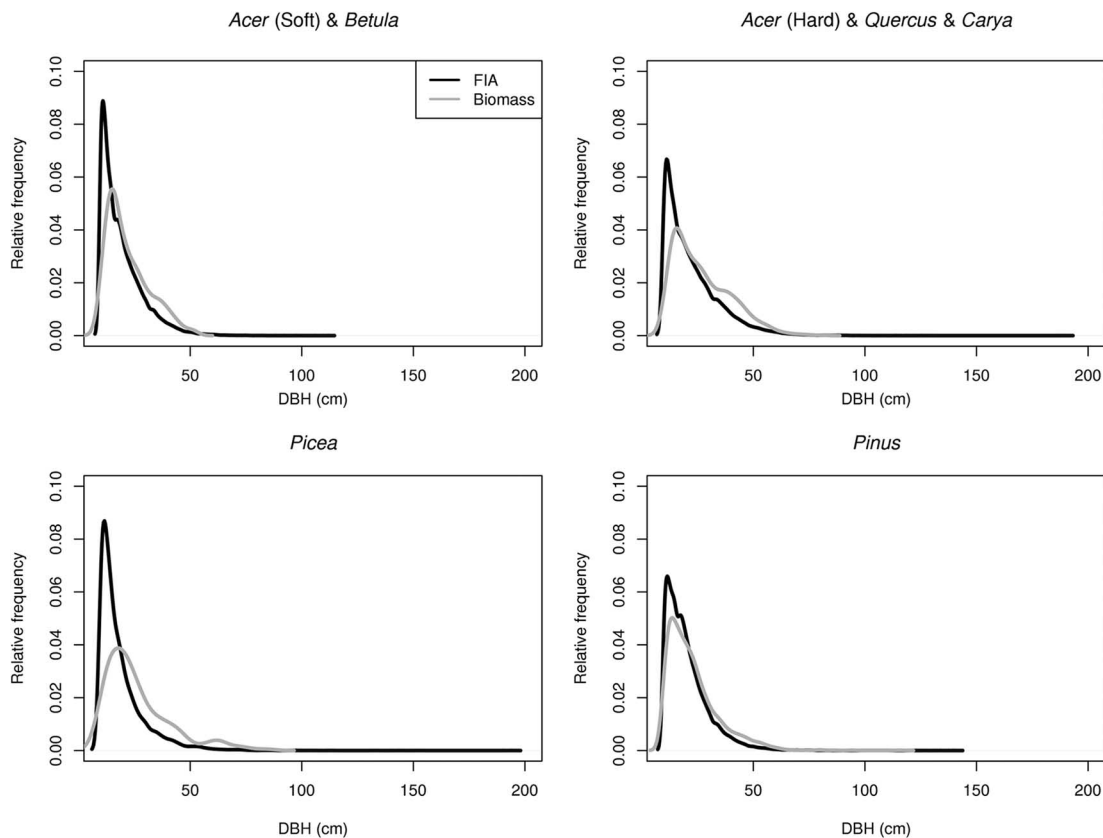 Acer (Soft) & Betula
Relative frequency
0.00 0.02 0.04 0.06 0.08 0.10
FIA
Biomass
50 100 150 200
DBH (cm)
Acer (Hard) & Quercus & Carya
Relative frequency
0.00 0.02 0.04 0.06 0.08 0.10
50 100 150 200
DBH (cm)
Picea
Relative frequency
0.00 0.02 0.04 0.06 0.08 0.10
50 100 150 200
DBH (cm)
Pinus
Relative frequency
0.00 0.02 0.04 0.06 0.08 0.10
50 100 150 200
DBH (cm)